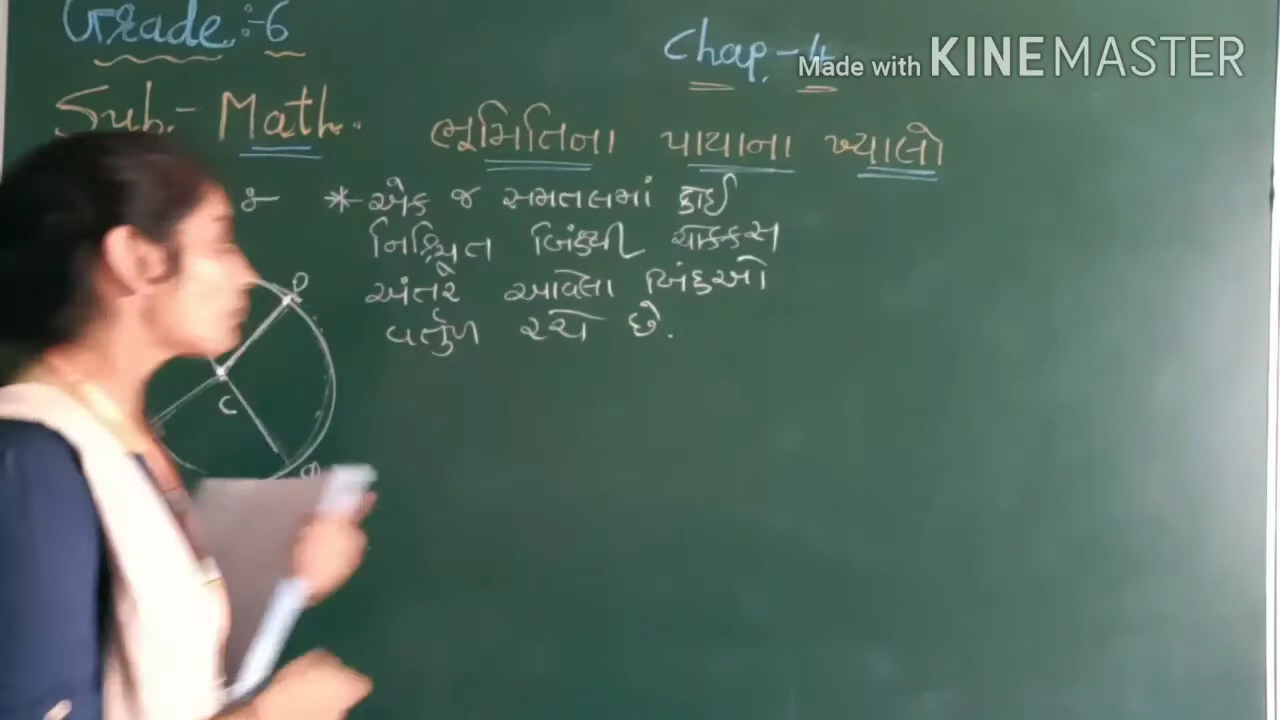 Grade :- 6
Chap. - 4
Made with KINEMASTER
Sub. - Math.
ભૂમિતિના પાયાના ખ્યાલો
* એક જ સમતલમાં કોઈ
નિશ્ચિત બિંદુથી ચોક્કસ
અંતરે આવેલા બિંદુઓ
વર્તુળ રચે છે.
P
C